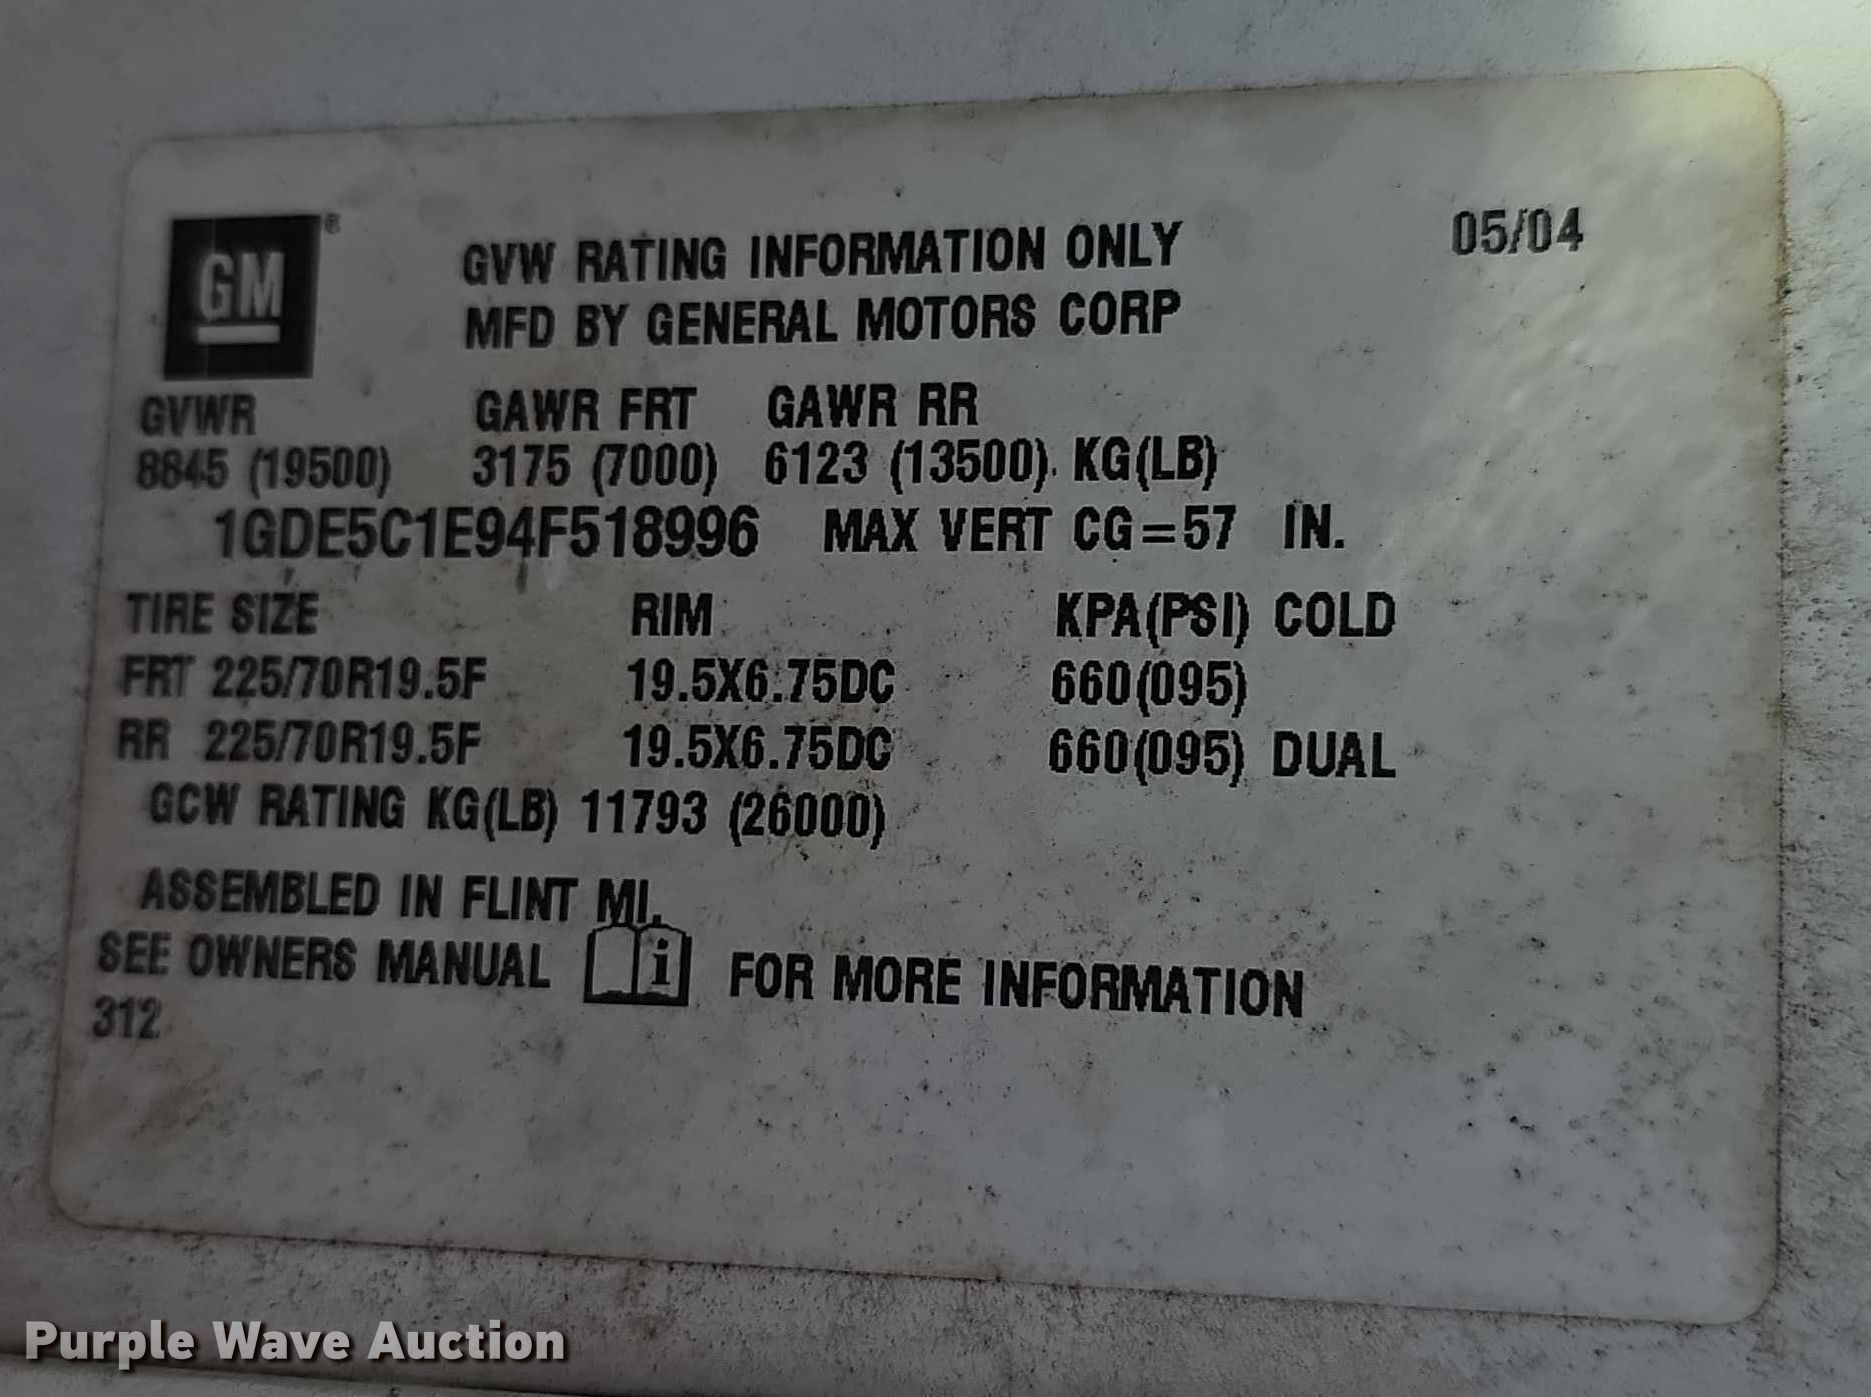 GM®
GVW RATING INFORMATION ONLY 05/04
MFD BY GENERAL MOTORS CORP
GVWR GAWR FRT GAWR RR
8845 (19500) 3175 (7000) 6123 (13500) KG(LB)
1GDE5C1E94F518996 MAX VERT CG=57 IN.
TIRE SIZE RIM KPA(PSI) COLD
FRT 225/70R19.5F 19.5X6.75DC 660(095)
RR 225/70R19.5F 19.5X6.75DC 660(095) DUAL
GCW RATING KG(LB) 11793 (26000)
ASSEMBLED IN FLINT MI.
SEE OWNERS MANUAL i FOR MORE INFORMATION
312
Purple Wave Auction